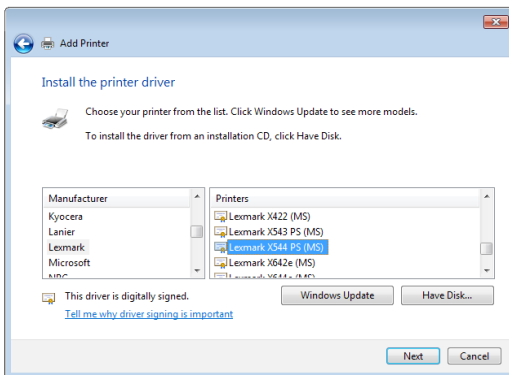 Add Printer
Install the printer driver
Choose your printer from the list. Click Windows Update to see more models.
To install the driver from an installation CD, click Have Disk.
Manufacturer
Kyocera
Lanier
Lexmark
Microsoft
Printers
Lexmark X422 (MS)
Lexmark X543 PS (MS)
Lexmark X544 PS (MS)
Lexmark X642e (MS)
This driver is digitally signed.
Tell me why driver signing is important
Windows Update
Have Disk...
Next
Cancel